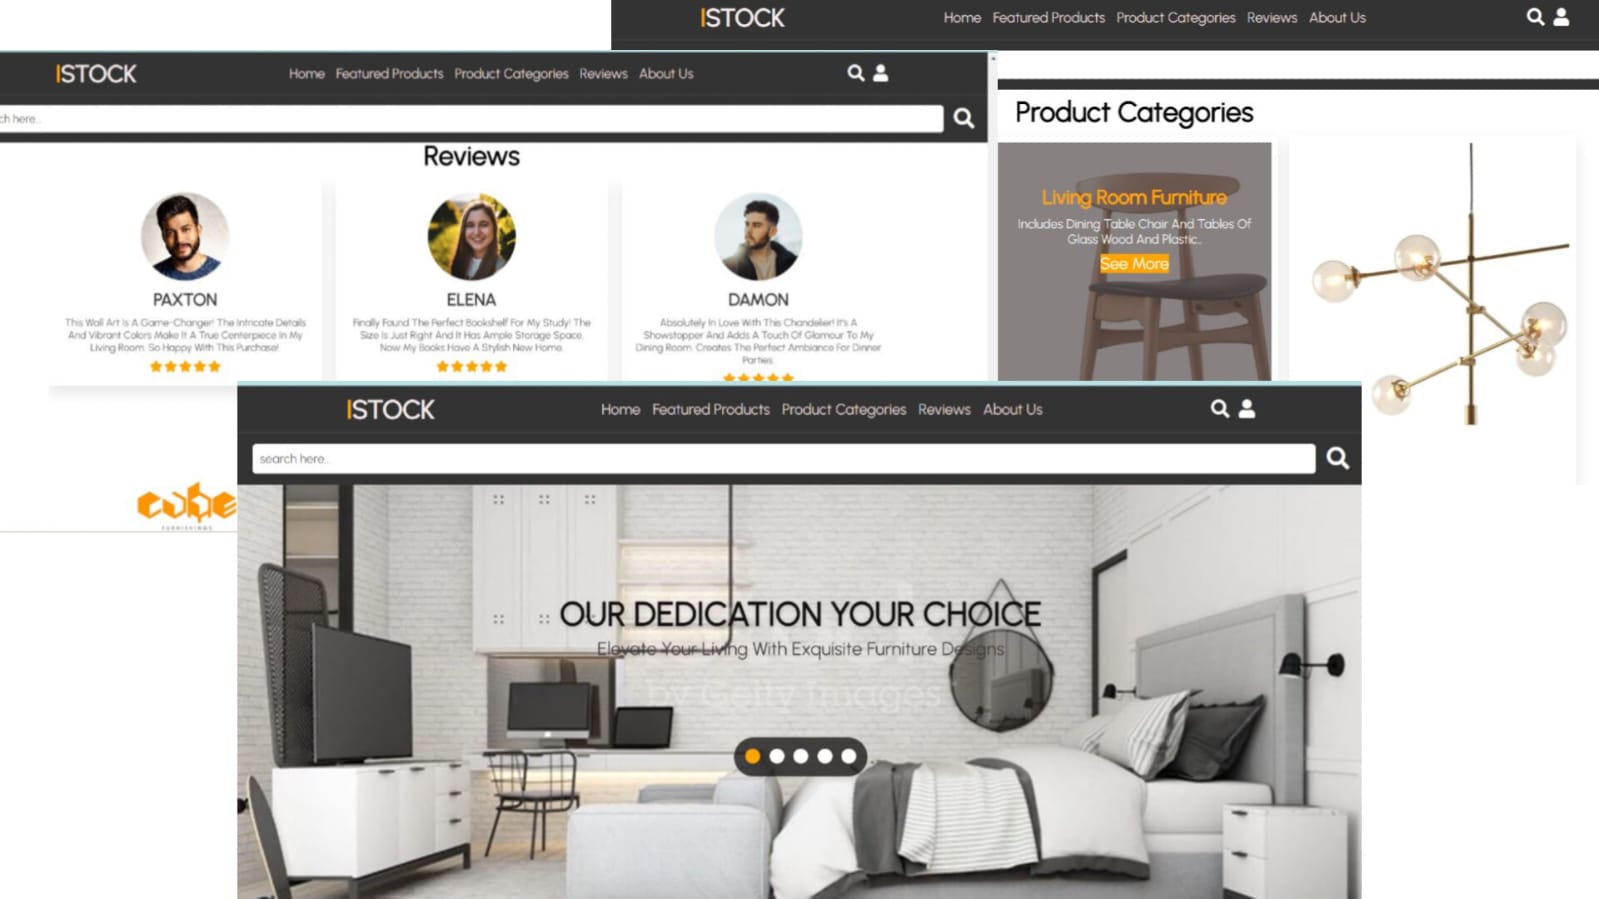 ISTOCK
Home Featured Products Product Categories Reviews About Us
ISTOCK
Home Featured Products Product Categories Reviews About Us
ch here..
Reviews
PAXTON
This Wall Art Is A Game-Changer! The Intricate Details
And Vibrant Colors Make It A True Centerpiece In My
Living Room. So Happy With This Purchase!
ELENA
Finally Found The Perfect Bookshelf For My Study! The
Size Is Just Right And It Has Ample Storage Space.
Now My Books Have A Stylish New Home.
DAMON
Absolutely In Love With This Chandelier! It's A
Showstopper And Adds A Touch Of Glamour To My
Dining Room. Creates The Perfect Ambiance For Dinner
Parties.
Product Categories
Living Room Furniture
Includes Dining Table Chair And Tables Of
Glass Wood And Plastic..
See More
cube
FURNISHINGS
ISTOCK
Home Featured Products Product Categories Reviews About Us
search here..
OUR DEDICATION YOUR CHOICE
Elevate Your Living With Exquisite Furniture Designs
by Getty Images